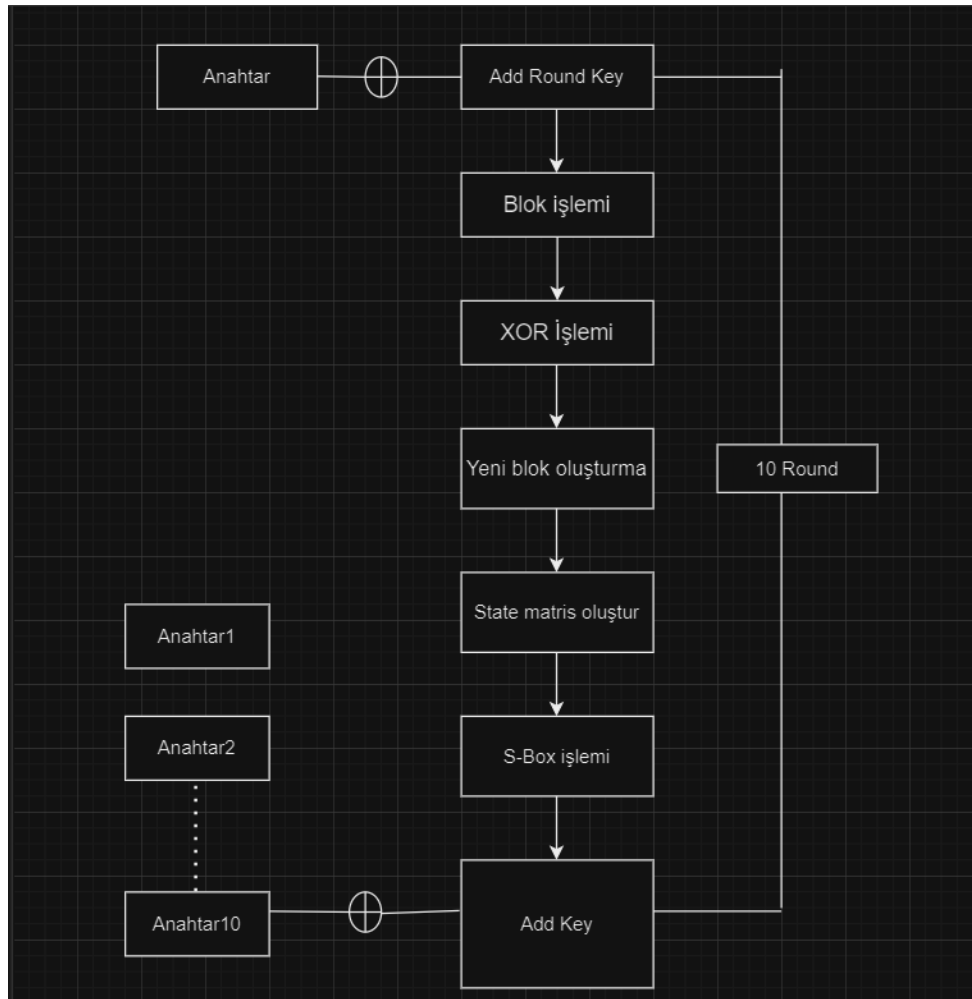 Anahtar
Add Round Key
Blok işlemi
XOR İşlemi
Yeni blok oluşturma
10 Round
State matris oluştur
Anahtar1
Anahtar2
S-Box işlemi
Anahtar10
Add Key